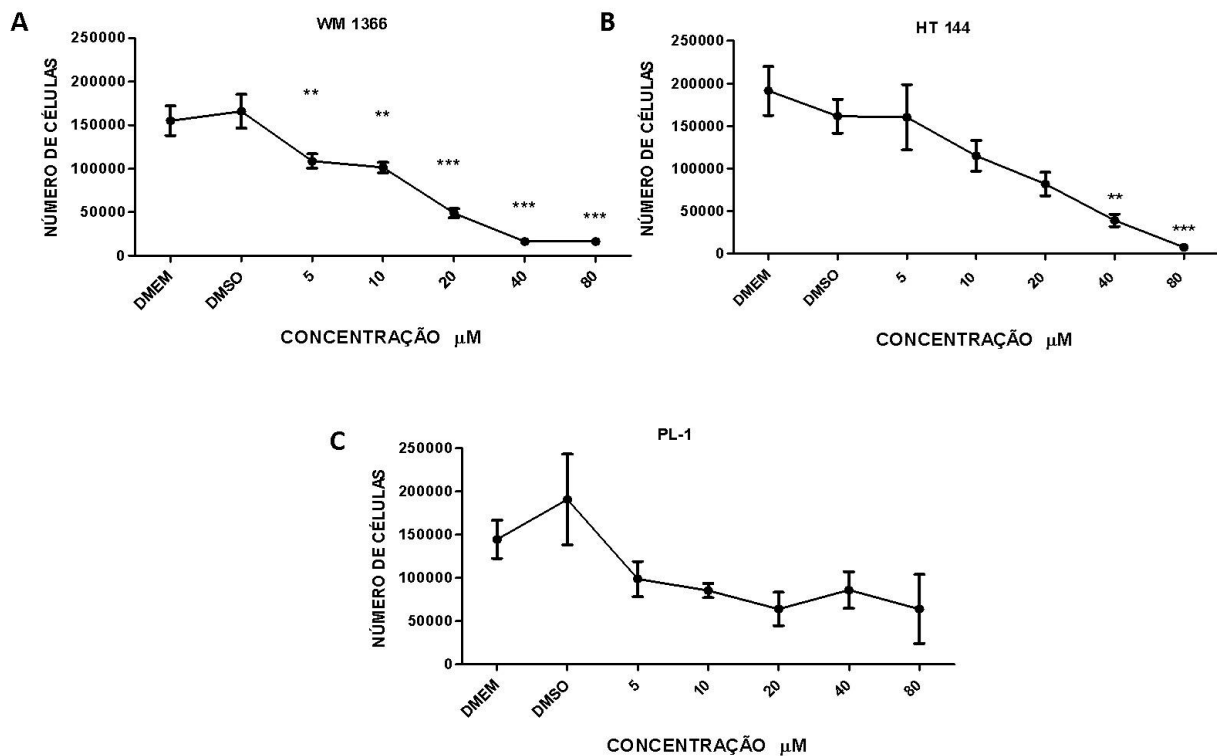 A
WM 1366
NÚMERO DE CÉLULAS
250000
200000
150000
100000
50000
0
** ** *** *** ***
DMEM DMSO 5 10 20 40 80
CONCENTRAÇÃO μM
B
HT 144
NÚMERO DE CÉLULAS
250000
200000
150000
100000
50000
0
** ***
DMEM DMSO 5 10 20 40 80
CONCENTRAÇÃO μM
C
PL-1
NÚMERO DE CÉLULAS
250000
200000
150000
100000
50000
0
DMEM DMSO 5 10 20 40 80
CONCENTRAÇÃO μM